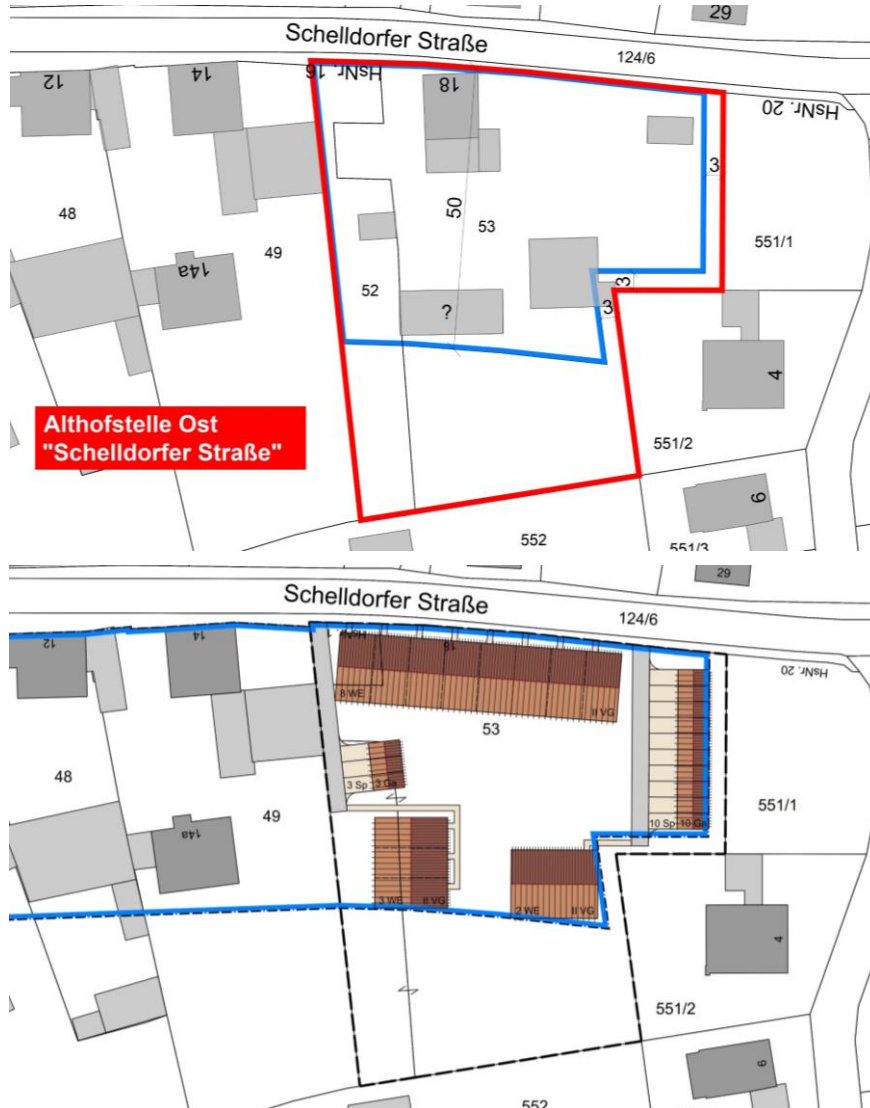 29
Schelldorfer Straße
124/6
HsNr. 16
HsNr. 20
12
14
18
3
48
50
53
551/1
14a
49
52
3
?
3
4
Althofstelle Ost
"Schelldorfer Straße"
551/2
6
552
551/3
29
Schelldorfer Straße
124/6
12
14
18
HsNr. 20
8 WE
II VG
53
48
3 Sp
3 Ga
49
551/1
14a
10 Sp
10 Ga
3 WE
II VG
2 WE
II VG
4
551/2
6
552